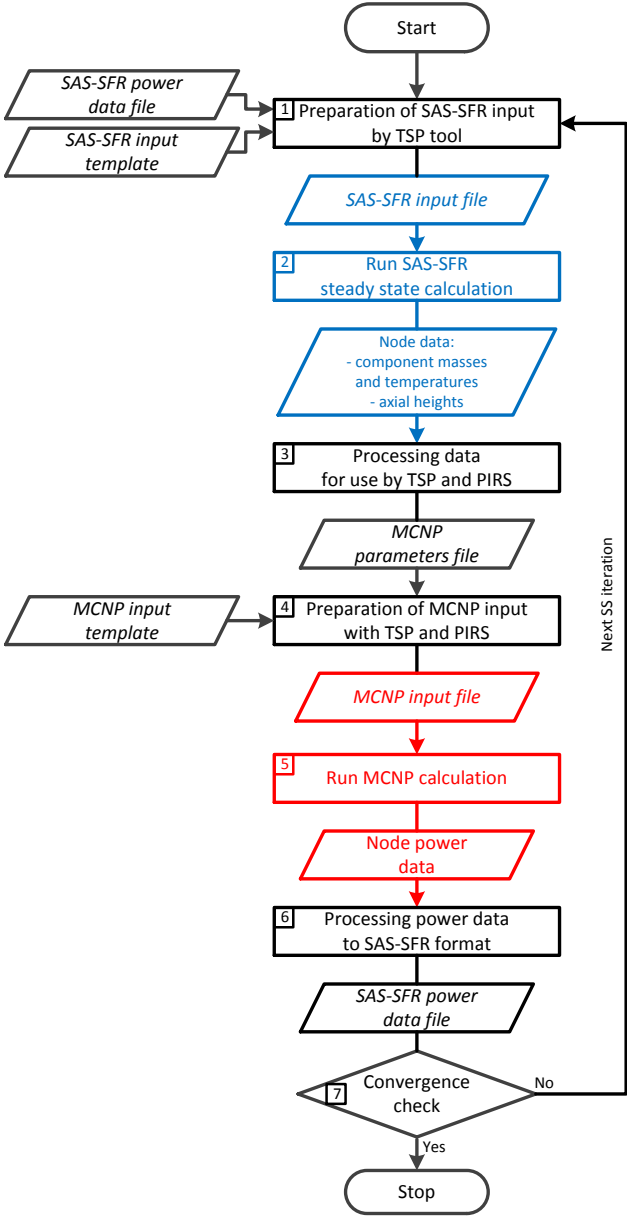 Start
SAS-SFR power
data file
SAS-SFR input
template
1
Preparation of SAS-SFR input
by TSP tool
SAS-SFR input file
2
Run SAS-SFR
steady state calculation
Node data:
- component masses
and temperatures
- axial heights
3
Processing data
for use by TSP and PIRS
MCNP
parameters file
MCNP input
template
4
Preparation of MCNP input
with TSP and PIRS
MCNP input file
5
Run MCNP calculation
Node power
data
6
Processing power data
to SAS-SFR format
SAS-SFR power
data file
7
Convergence
check
No
Next SS iteration
Yes
Stop